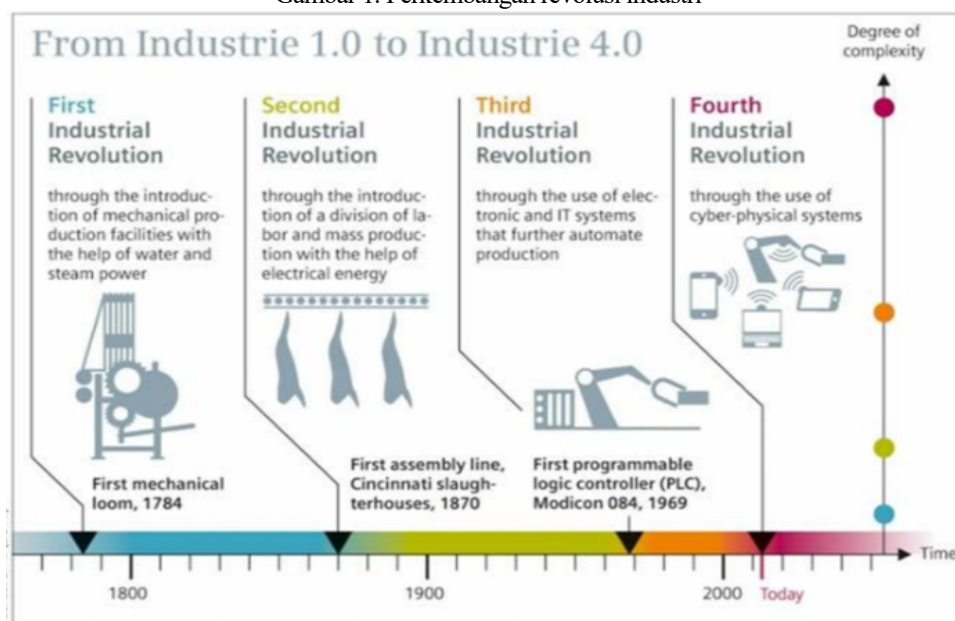 Gambar 1. Perkembangan revolusi industri
From Industrie 1.0 to Industrie 4.0
Degree of
complexity
First
Industrial
Revolution
through the introduc-
tion of mechanical pro-
duction facilities with
the help of water and
steam power
Second
Industrial
Revolution
through the introduc-
tion of a division of la-
bor and mass produc-
tion with the help of
electrical energy
Third
Industrial
Revolution
through the use of elec-
tronic and IT systems
that further automate
production
Fourth
Industrial
Revolution
through the use of
cyber-physical systems
First mechanical
loom, 1784
First assembly line,
Cincinnati slaugh-
terhouses, 1870
First programmable
logic controller (PLC),
Modicon 084, 1969
Time
1800
1900
2000
Today